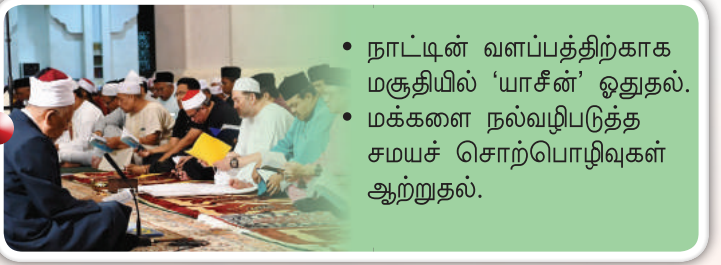 • நாட்டின் வளப்பத்திற்காக
மசூதியில் ‘யாசீன்’ ஓதுதல்.
• மக்களை நல்வழிபடுத்த
சமயச் சொற்பொழிவுகள்
ஆற்றுதல்.